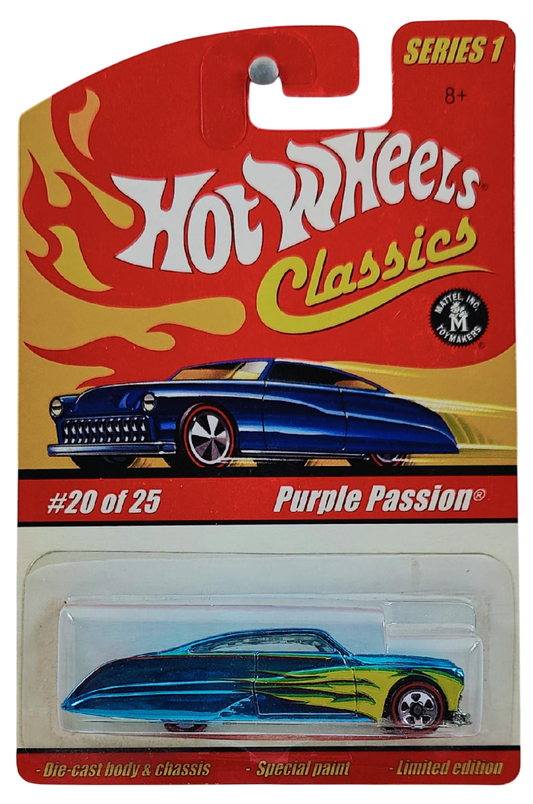 SERIES 1
8+
Hot Wheels®
Classics
MATTEL, INC.
M
TOYMAKERS
#20 of 25
Purple Passion®
- Die-cast body & chassis - Special paint - Limited edition